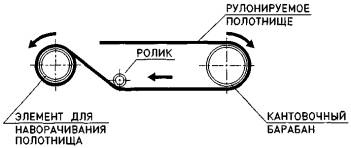 РУЛОНИРУЕМОЕ
ПОЛОТНИЩЕ
РОЛИК
ЭЛЕМЕНТ ДЛЯ
НАВОРАЧИВАНИЯ
ПОЛОТНИЩА
КАНТОВОЧНЫЙ
БАРАБАН